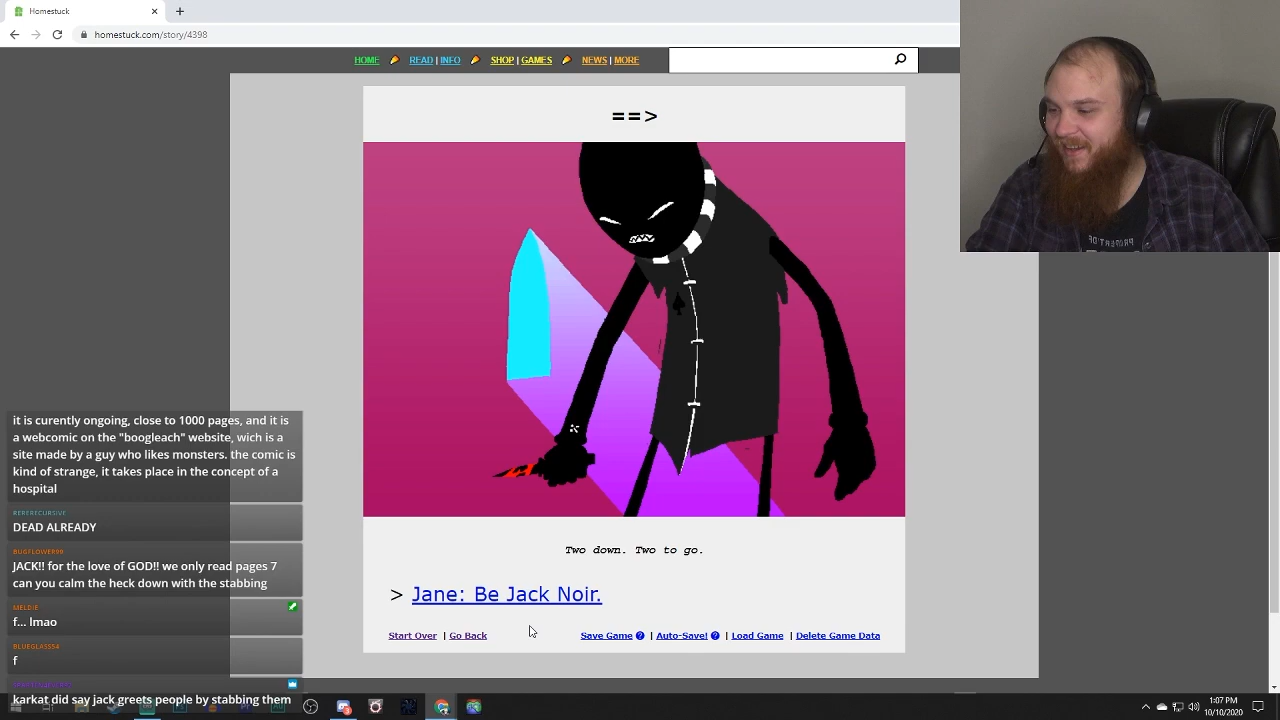 Homestuck
homestuck.com/story/4398
HOME READ | INFO SHOP | GAMES NEWS | MORE
==>
Two down. Two to go.
> Jane: Be Jack Noir.
Start Over | Go Back Save Game ? | Auto-Save! ? | Load Game | Delete Game Data
it is curently ongoing, close to 1000 pages, and it is
a webcomic on the "boogleach" website, wich is a
site made by a guy who likes monsters. the comic is
kind of strange, it takes place in the concept of a
hospital
RERERECURSIVE
DEAD ALREADY
BUGFLOWER99
JACK!! for the love of GOD!! we only read pages 7
can you calm the heck down with the stabbing
MELDIE
f... lmao
BLUEGLASS54
f
karkat did say jack greets people by stabbing them
1:07 PM
10/10/2020